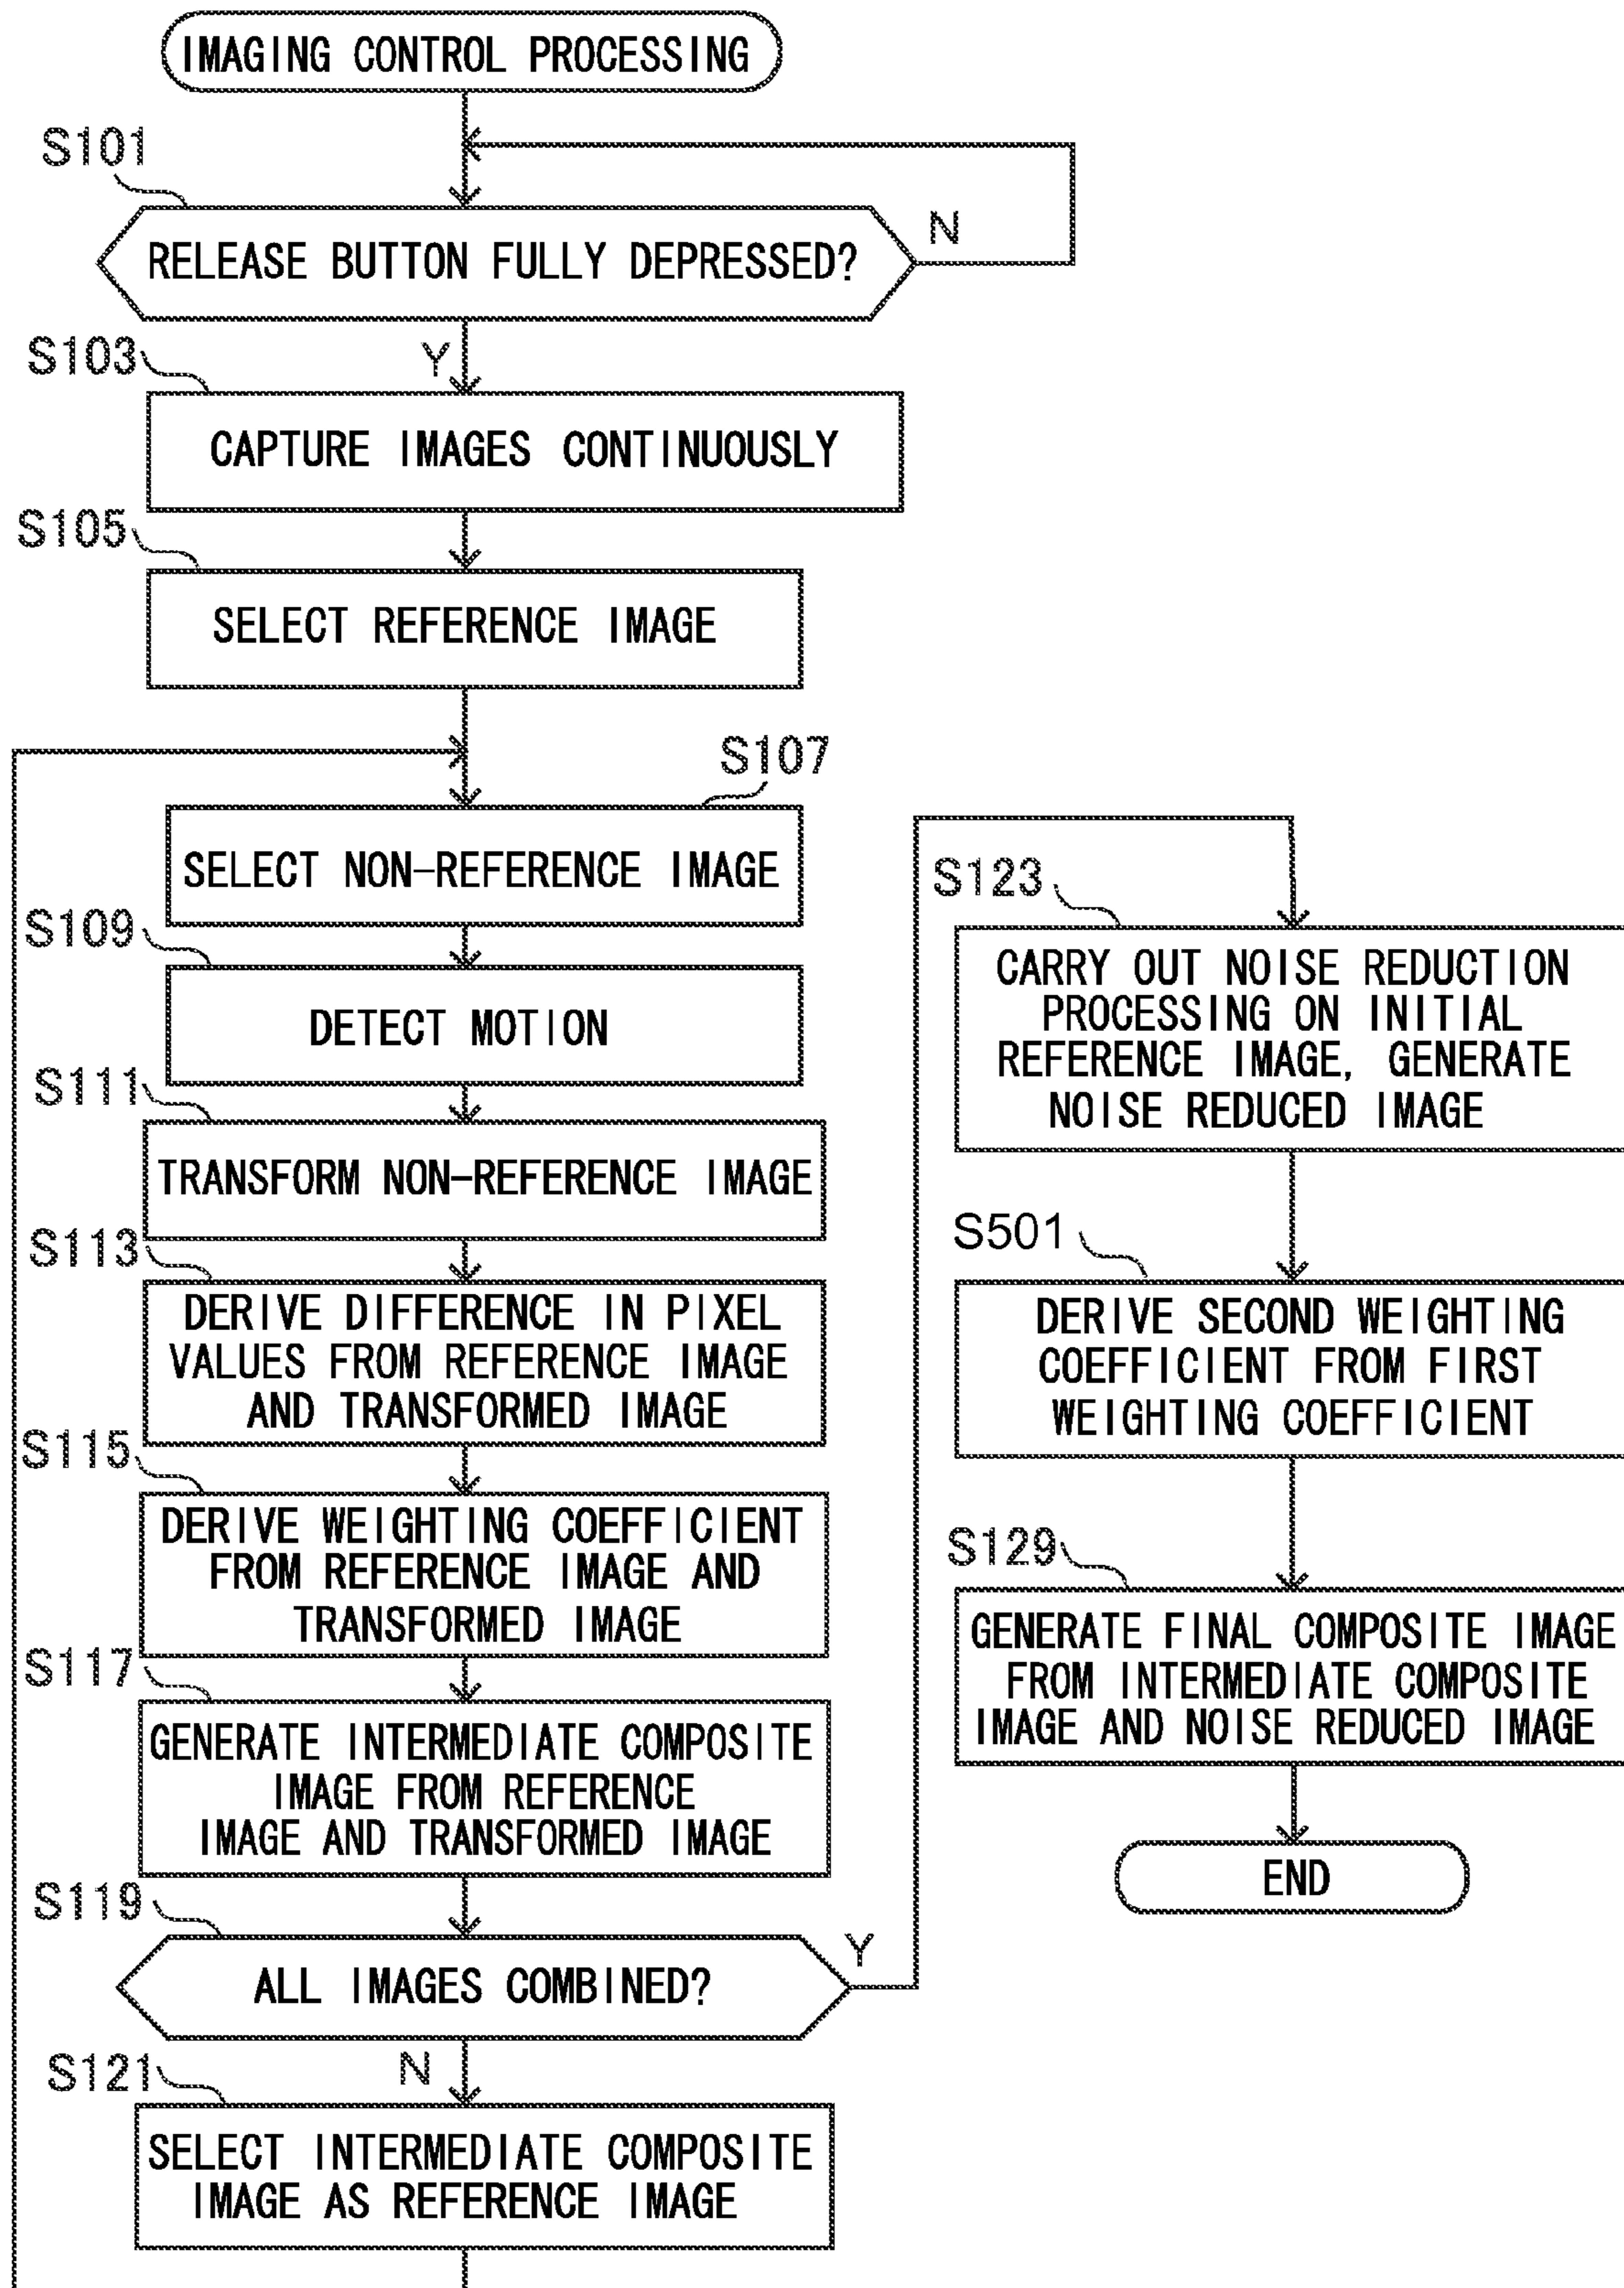 IMAGING CONTROL PROCESSING
S101
RELEASE BUTTON FULLY DEPRESSED?
N
Y
S103
CAPTURE IMAGES CONTINUOUSLY
S105
SELECT REFERENCE IMAGE
S107
SELECT NON-REFERENCE IMAGE
S109
DETECT MOTION
S111
TRANSFORM NON-REFERENCE IMAGE
S113
DERIVE DIFFERENCE IN PIXEL
VALUES FROM REFERENCE IMAGE
AND TRANSFORMED IMAGE
S115
DERIVE WEIGHTING COEFFICIENT
FROM REFERENCE IMAGE AND
TRANSFORMED IMAGE
S117
GENERATE INTERMEDIATE COMPOSITE
IMAGE FROM REFERENCE
IMAGE AND TRANSFORMED IMAGE
S119
ALL IMAGES COMBINED?
Y
N
S121
SELECT INTERMEDIATE COMPOSITE
IMAGE AS REFERENCE IMAGE
S123
CARRY OUT NOISE REDUCTION
PROCESSING ON INITIAL
REFERENCE IMAGE, GENERATE
NOISE REDUCED IMAGE
S501
DERIVE SECOND WEIGHTING
COEFFICIENT FROM FIRST
WEIGHTING COEFFICIENT
S129
GENERATE FINAL COMPOSITE IMAGE
FROM INTERMEDIATE COMPOSITE
IMAGE AND NOISE REDUCED IMAGE
END